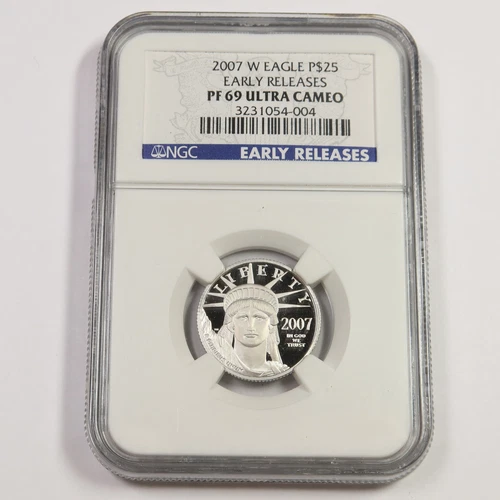 2007 W EAGLE P$25
EARLY RELEASES
PF 69 ULTRA CAMEO
3231054-004
NGC EARLY RELEASES
LIBERTY
2007
IN GOD
WE
TRUST